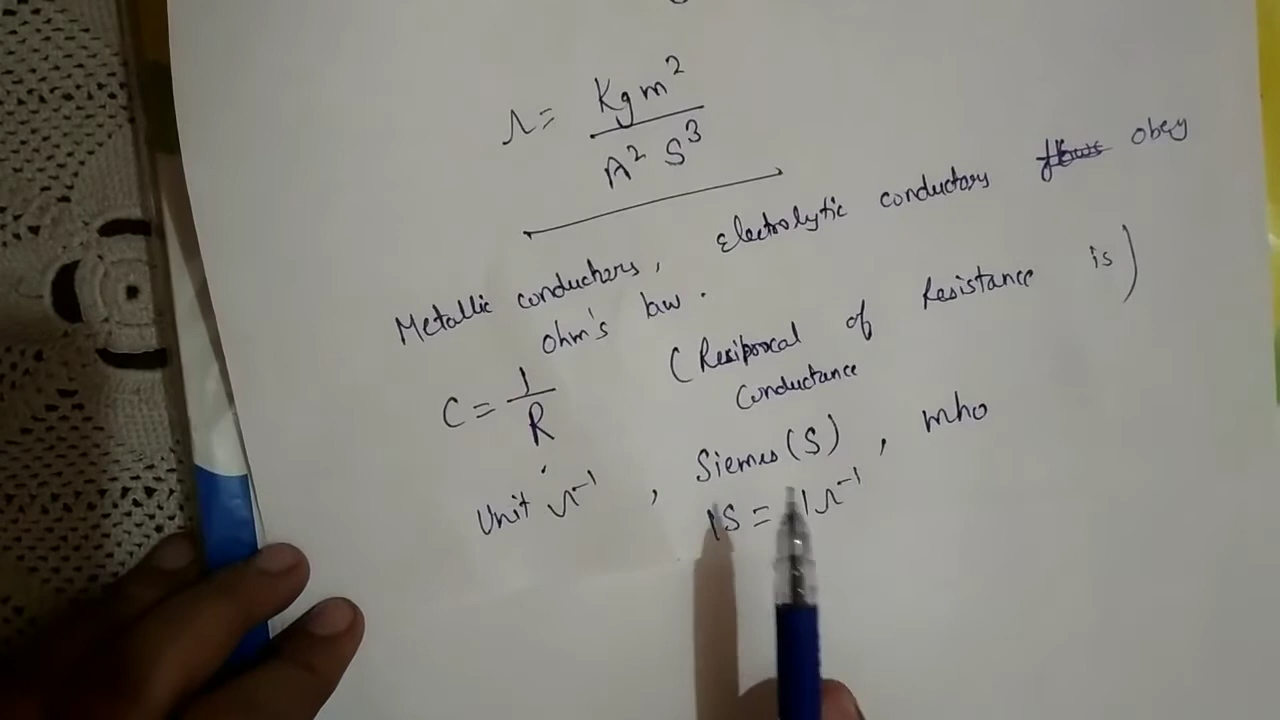 Ω = Kg m² / A² S³
Metallic conductors, Electrolytic conductors obey
Ohm's law.
(Resiprocal of Resistance is)
Conductance
C = 1/R
Unit Ω⁻¹, Siemes (S), mho
1S = 1Ω⁻¹